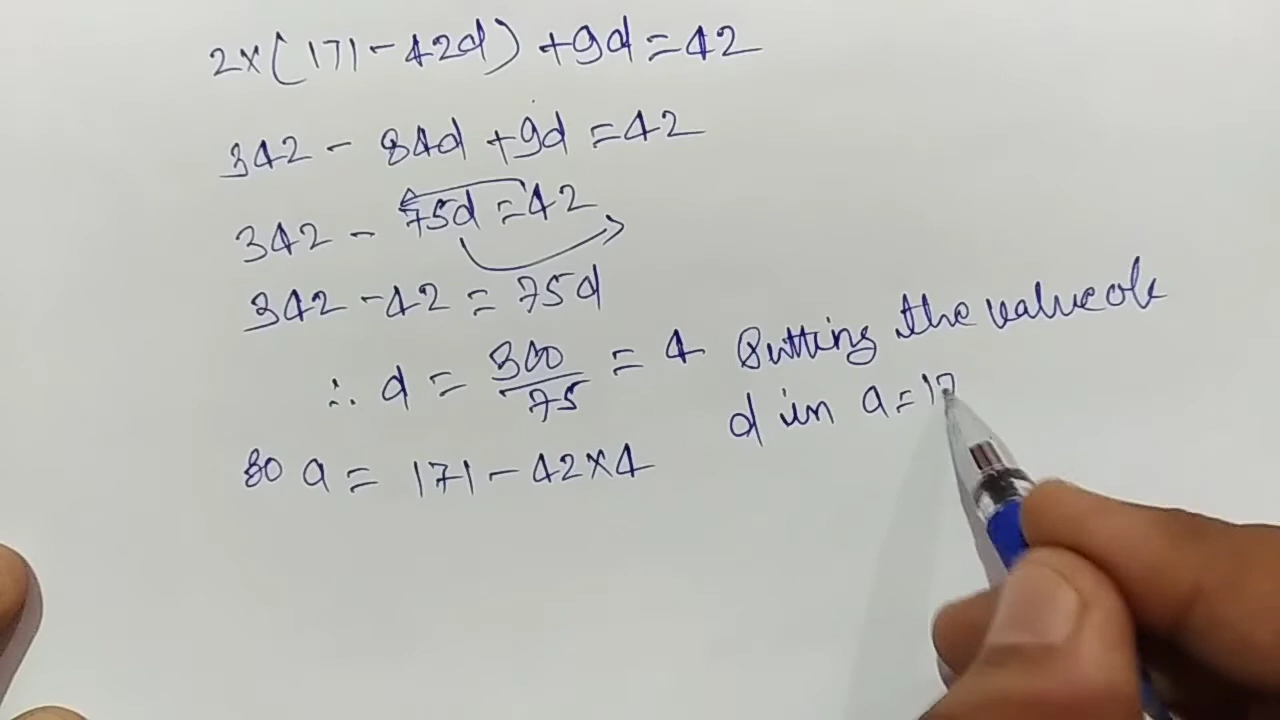 2×(171-42d)+9d=42
342 - 84d +9d =42
342 - 75d =42
342 -42 = 75d
∴ d = 300/75 = 4
Putting the value of
d in a=17
so a = 171-42×4